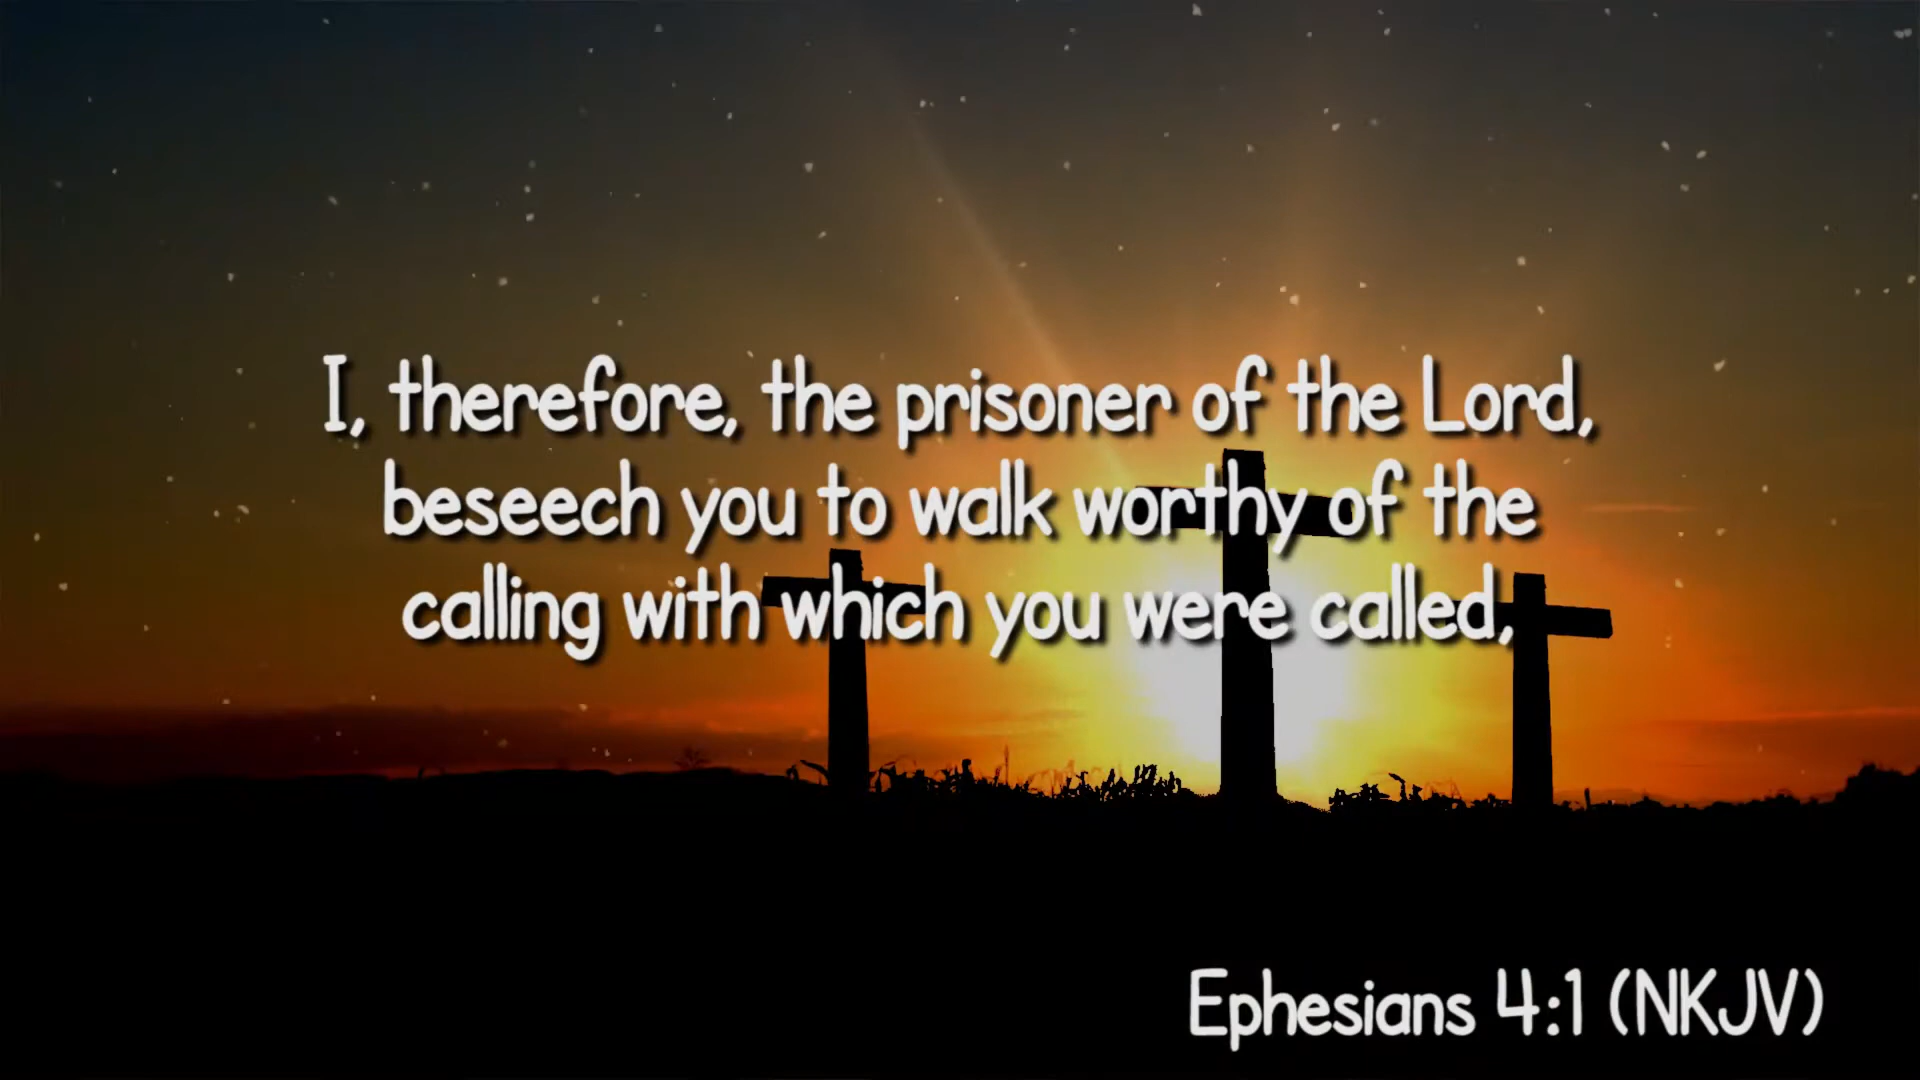 I, therefore, the prisoner of the Lord,
beseech you to walk worthy of the
calling with which you were called,
Ephesians 4:1 (NKJV)